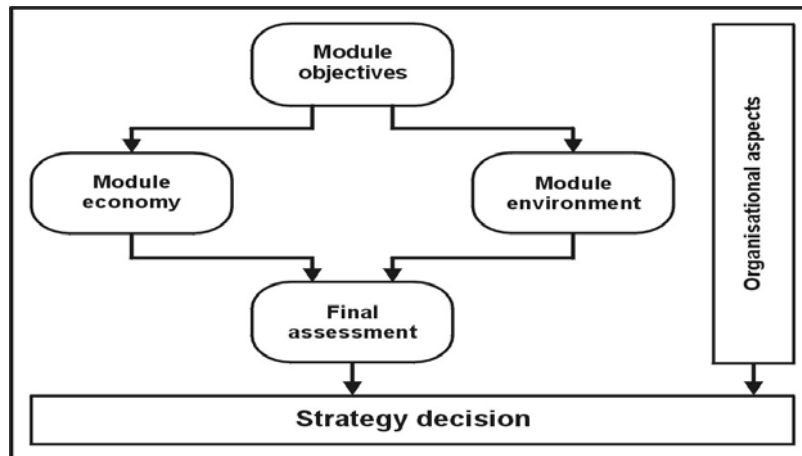 Module
objectives
Module
economy
Module
environment
Organisational aspects
Final
assessment
Strategy decision